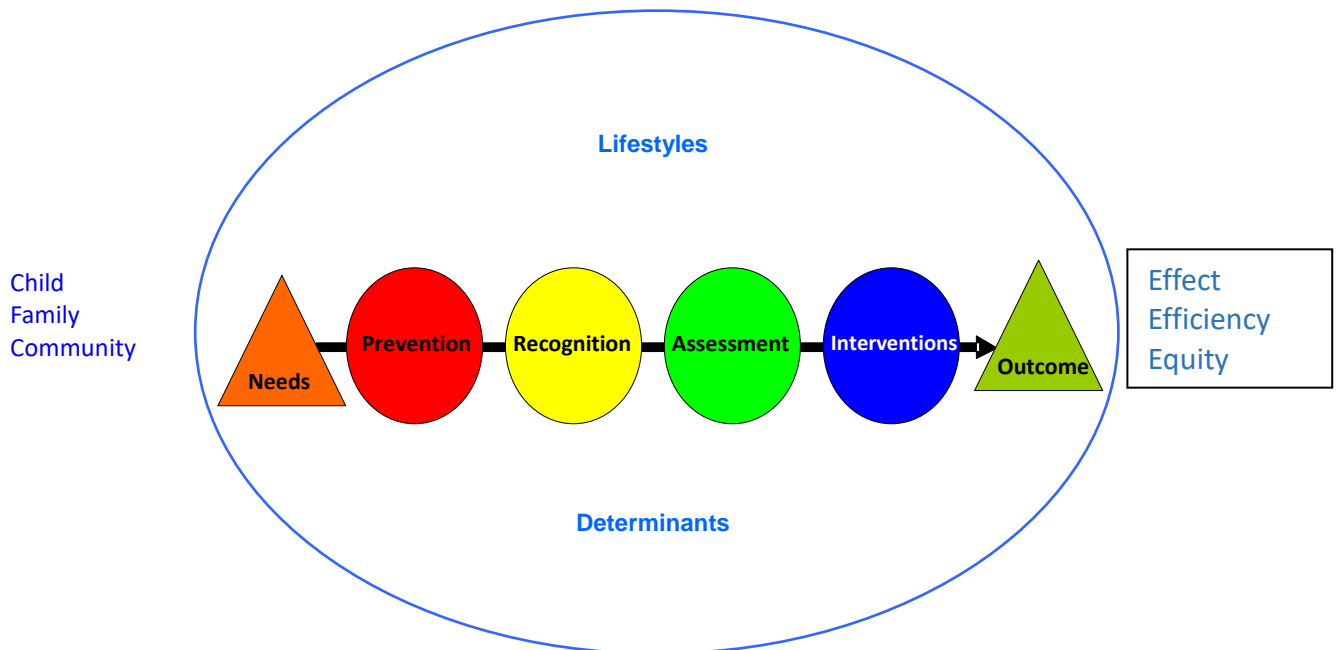 Lifestyles
Child
Family
Community
Needs
Prevention
Recognition
Assessment
Interventions
Outcome
Effect
Efficiency
Equity
Determinants